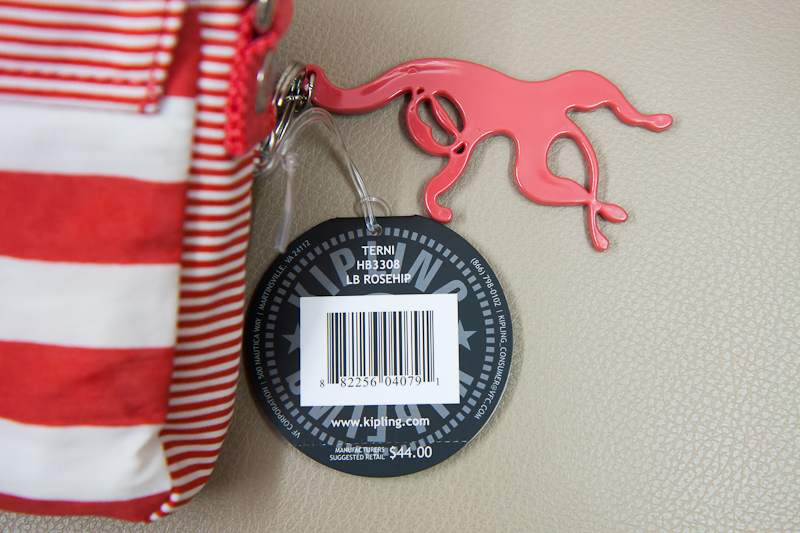 TERNI
HB3308
LB ROSEHIP
KIPLING
KIPLING
8 82256 04079 1
www.kipling.com
MANUFACTURERS
SUGGESTED RETAIL $44.00
VF CORPORATION | 500 NAUTICA WAY | MARTINSVILLE, VA 24112
(866) 798-0102 | KIPLING_CONSUMER@VFC.COM